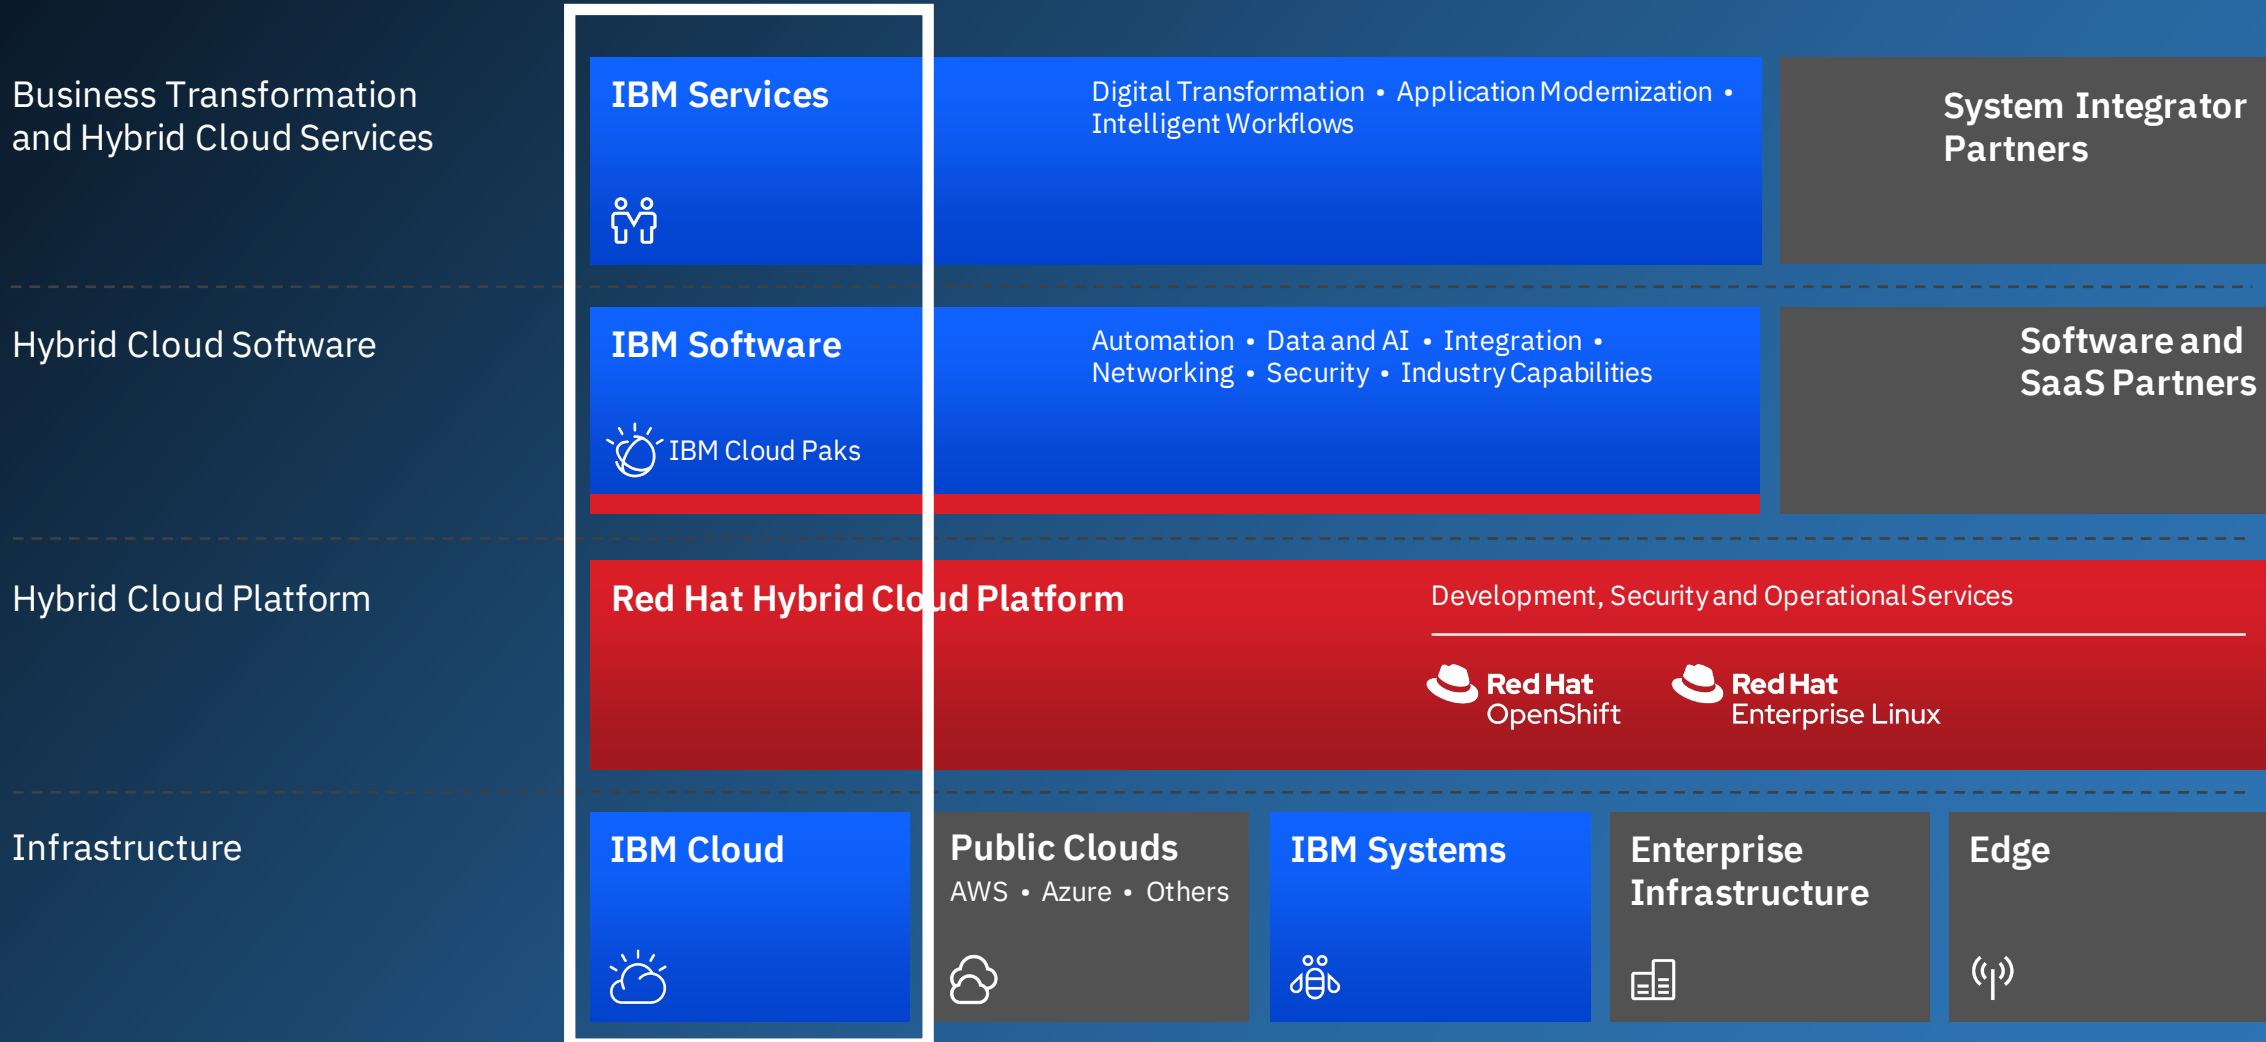 Business Transformation
and Hybrid Cloud Services
IBM Services
Digital Transformation • Application Modernization •
Intelligent Workflows
System Integrator
Partners
Hybrid Cloud Software
IBM Software
Automation • Data and AI • Integration •
Networking • Security • Industry Capabilities
IBM Cloud Paks
Software and
SaaS Partners
Hybrid Cloud Platform
Red Hat Hybrid Cloud Platform
Development, Security and Operational Services
Red Hat
OpenShift
Red Hat
Enterprise Linux
Infrastructure
IBM Cloud
Public Clouds
AWS • Azure • Others
IBM Systems
Enterprise
Infrastructure
Edge